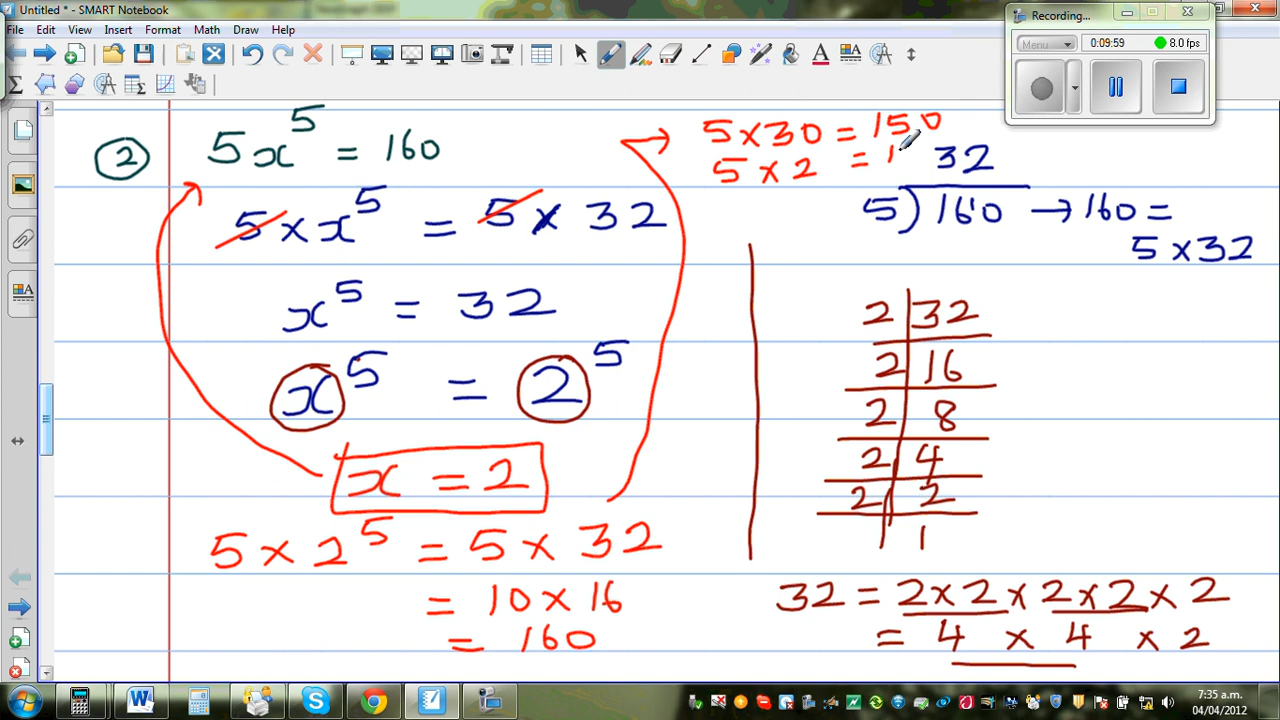 Untitled * - SMART Notebook
File Edit View Insert Format Math Draw Help
Recording...
Menu 0:09:59 8.0 fps
② 5x⁵ = 160
5 × x⁵ = 5 × 32
x⁵ = 32
x⁵ = 2⁵
x = 2
5 × 2⁵ = 5 × 32
= 10 × 16
= 160
5 × 30 = 150
5 × 2 = 1
32
5) 160 → 160 =
5 × 32
2 | 32
2 | 16
2 | 8
2 | 4
2 | 2
| 1
32 = 2 × 2 × 2 × 2 × 2
= 4 × 4 × 2
7:35 a.m.
04/04/2012